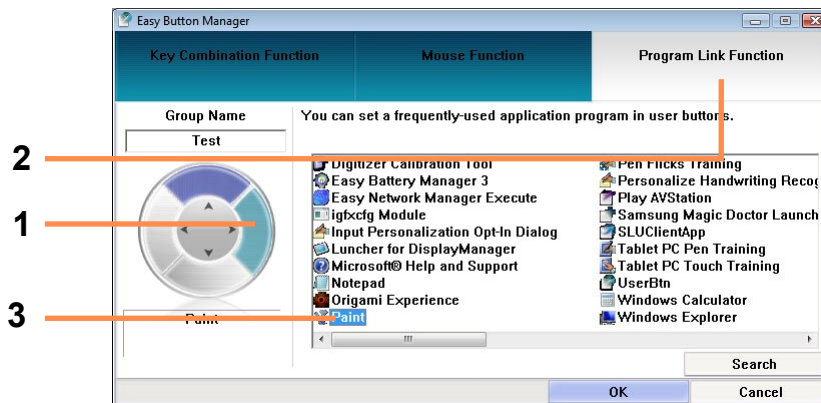 Easy Button Manager
Key Combination Function
Mouse Function
Program Link Function
Group Name
Test
You can set a frequently-used application program in user buttons.
2
1
3
Digitizer Calibration Tool
Easy Battery Manager 3
Easy Network Manager Execute
igfxcfg Module
Input Personalization Opt-In Dialog
Luncher for DisplayManager
Microsoft® Help and Support
Notepad
Origami Experience
Paint
Pen Flicks Training
Personalize Handwriting Recog
Play AVStation
Samsung Magic Doctor Launch
SLUClientApp
Tablet PC Pen Training
Tablet PC Touch Training
UserBtn
Windows Calculator
Windows Explorer
Paint
Search
OK
Cancel